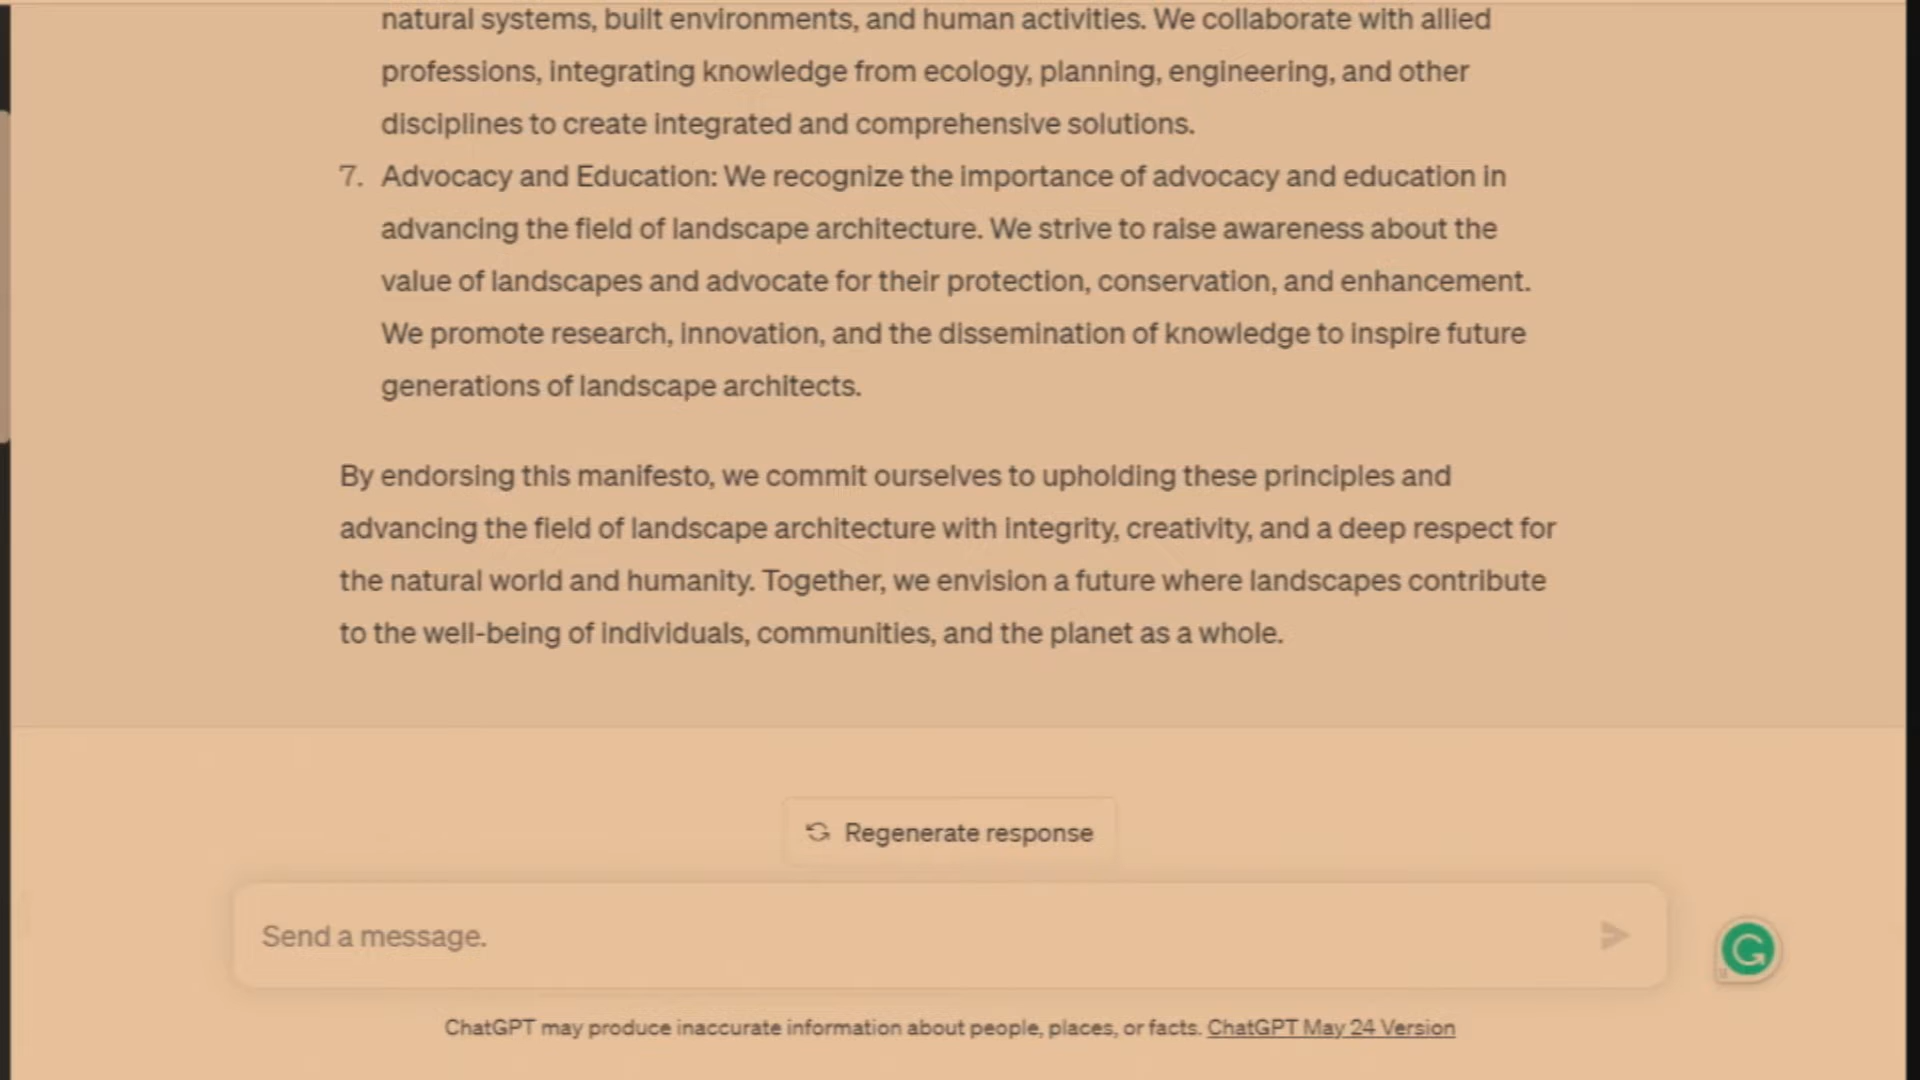 natural systems, built environments, and human activities. We collaborate with allied
professions, integrating knowledge from ecology, planning, engineering, and other
disciplines to create integrated and comprehensive solutions.
7. Advocacy and Education: We recognize the importance of advocacy and education in
advancing the field of landscape architecture. We strive to raise awareness about the
value of landscapes and advocate for their protection, conservation, and enhancement.
We promote research, innovation, and the dissemination of knowledge to inspire future
generations of landscape architects.
By endorsing this manifesto, we commit ourselves to upholding these principles and
advancing the field of landscape architecture with integrity, creativity, and a deep respect for
the natural world and humanity. Together, we envision a future where landscapes contribute
to the well-being of individuals, communities, and the planet as a whole.
Regenerate response
Send a message.
ChatGPT may produce inaccurate information about people, places, or facts. ChatGPT May 24 Version